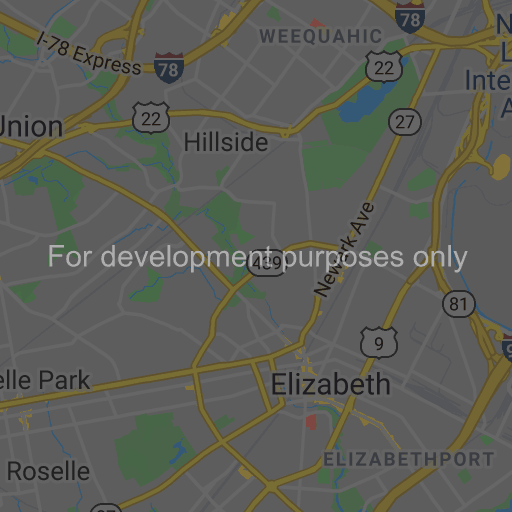 I-78 Express
78
WEEQUAHIC
78
22
22
27
Union
Hillside
Inte
For development purposes only
439
Newark Ave
81
9
elle Park
Elizabeth
Roselle
ELIZABETHPORT